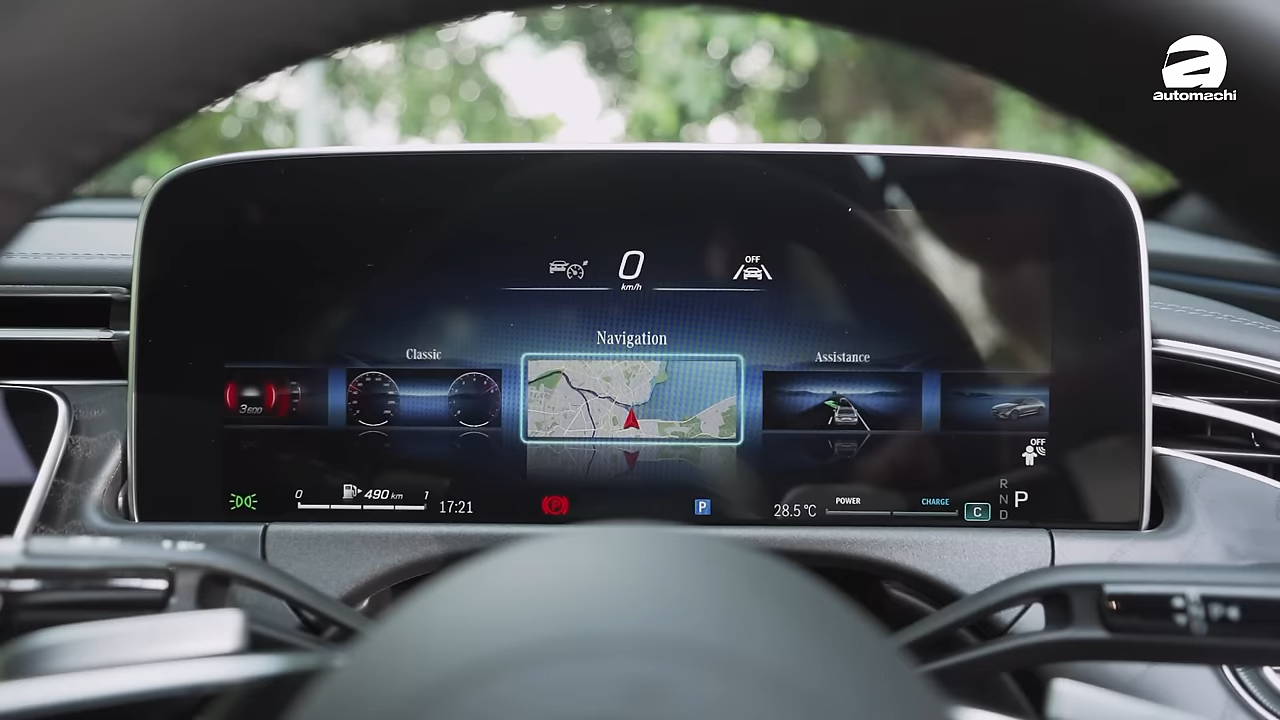 automachi
OFF
0
km/h
Navigation
Classic
Assistance
3600
OFF
0
490 km
1
17:21
P
28.5°C
POWER
CHARGE
C
R
N
D
P